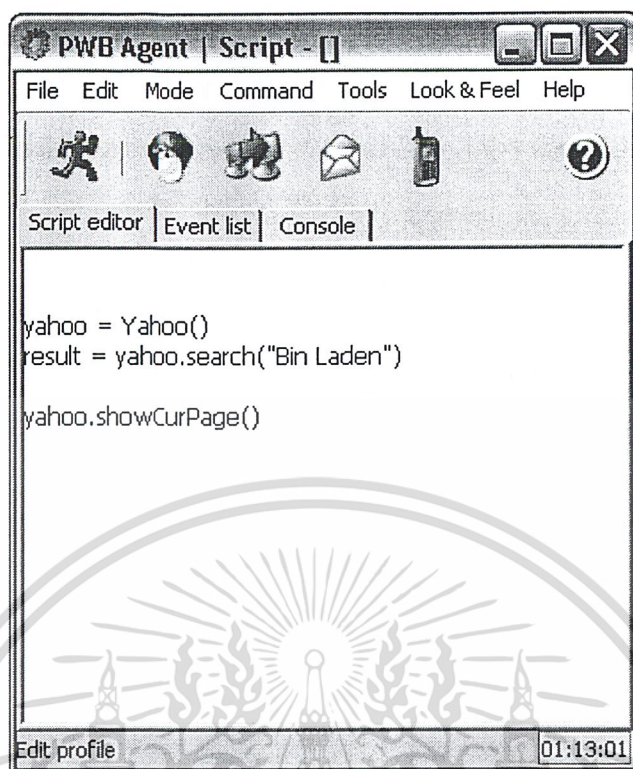 PWB Agent | Script - []
File Edit Mode Command Tools Look & Feel Help
Script editor Event list Console
yahoo = Yahoo()
result = yahoo.search("Bin Laden")
yahoo.showCurPage()
Edit profile 01:13:01